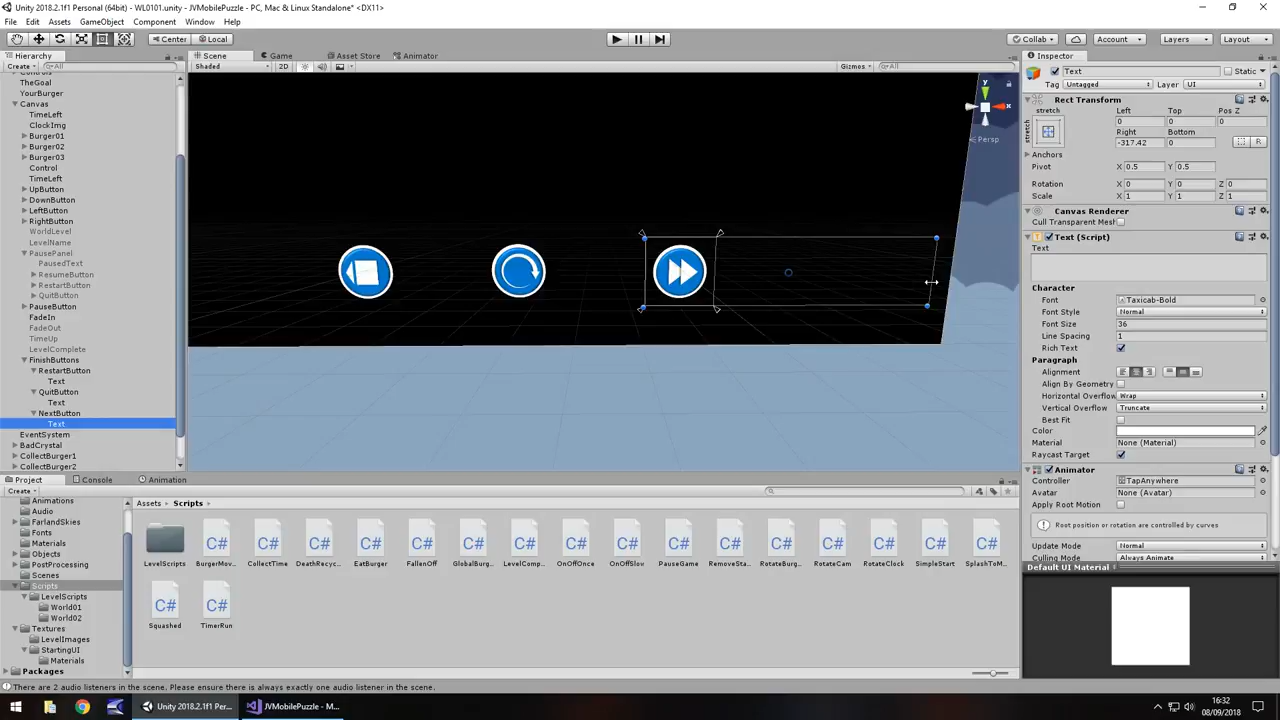 Unity 2018.2.1f1 Personal (64bit) - WL0101.unity - JVMobilePuzzle - PC, Mac & Linux Standalone* <DX11>
File Edit Assets GameObject Component Window Help
Center Local Collab Account Layers Layout
Hierarchy
Create All
Controls
TheGoal
YourBurger
Canvas
TimeLeft
ClockImg
Burger01
Burger02
Burger03
Control
TimeLeft
UpButton
DownButton
LeftButton
RightButton
WorldLevel
LevelName
PausePanel
PausedText
ResumeButton
RestartButton
QuitButton
PauseButton
FadeIn
FadeOut
TimeUp
LevelComplete
FinishButtons
RestartButton
Text
QuitButton
Text
NextButton
Text
EventSystem
BadCrystal
CollectBurger1
CollectBurger2
Scene Game Asset Store Animator
Shaded 2D Gizmos All
y
x
Persp
Inspector
Text Static
Tag Untagged Layer UI
Rect Transform
stretch Left Top Pos Z
stretch 0 0 0
Right Bottom
-317.42 0 R
Anchors
Pivot X 0.5 Y 0.5
Rotation X 0 Y 0 Z 0
Scale X 1 Y 1 Z 1
Canvas Renderer
Cull Transparent Mesh
Text (Script)
Text
Character
Font Taxicab-Bold
Font Style Normal
Font Size 36
Line Spacing 1
Rich Text
Paragraph
Alignment
Align By Geometry
Horizontal Overflow Wrap
Vertical Overflow Truncate
Best Fit
Color
Material None (Material)
Raycast Target
Animator
Controller TapAnywhere
Avatar None (Avatar)
Apply Root Motion
Root position or rotation are controlled by curves
Update Mode Normal
Culling Mode Always Animate
Default UI Material
Project Console Animation
Create
Animations
Audio
FarlandSkies
Fonts
Materials
Objects
PostProcessing
Scenes
Scripts
LevelScripts
World01
World02
Textures
LevelImages
StartingUI
Materials
Packages
Assets Scripts
C# C# C# C# C# C# C# C# C# C# C# C# C# C# C# C#
LevelScripts BurgerMov... CollectTime DeathRecyc... EatBurger FallenOff GlobalBurg... LevelComp... OnOffOnce OnOffSlow PauseGame RemoveSta... RotateBurg... RotateCam RotateClock SimpleStart SplashToM...
C# C#
Squashed TimerRun
There are 2 audio listeners in the scene. Please ensure there is always exactly one audio listener in the scene.
Unity 2018.2.1f1 Per... JVMobilePuzzle - M...
16:32
08/09/2018